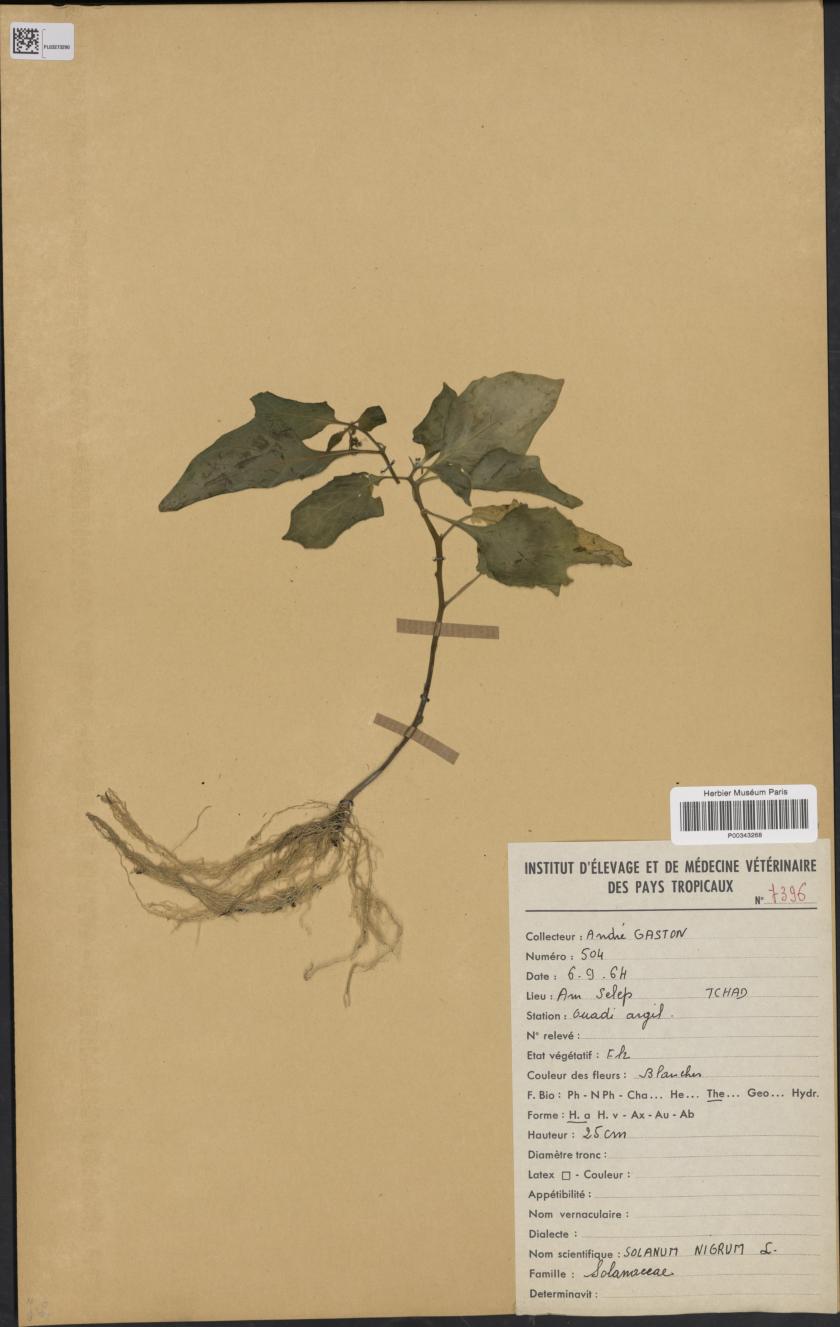 PL03273290
Herbier Muséum Paris
P00343268
INSTITUT D'ÉLEVAGE ET DE MÉDECINE VÉTÉRINAIRE
DES PAYS TROPICAUX
N° 7396
Collecteur : André GASTON
Numéro : 504
Date : 6.9.64
Lieu : Am Selep TCHAD
Station : Ouadi argil.
N° relevé :
Etat végétatif :
Couleur des fleurs : Blanches
F. Bio : Ph - N Ph - Cha... He... The... Geo... Hydr.
Forme : H. a H. v - Ax - Au - Ab
Hauteur : 25 cm
Diamètre tronc :
Latex □ - Couleur :
Appétibilité :
Nom vernaculaire :
Dialecte :
Nom scientifique : SOLANUM NIGRUM L.
Famille : Solanaceae
Determinavit :